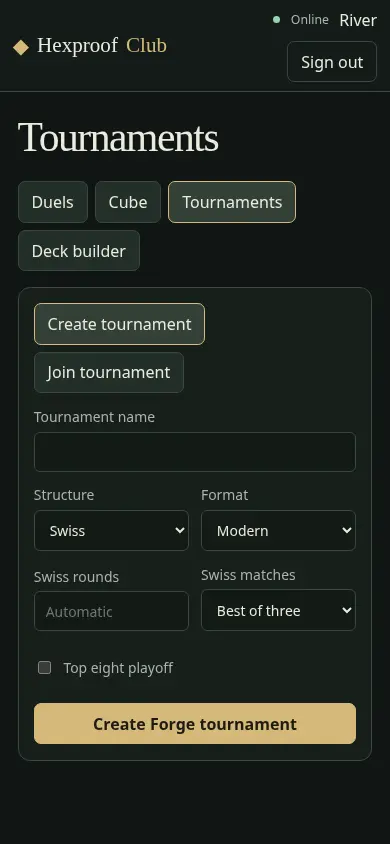 Online River
Hexproof Club
Sign out
Tournaments
Duels Cube Tournaments
Deck builder
Create tournament
Join tournament
Tournament name
Structure Format
Swiss Modern
Swiss rounds Swiss matches
Automatic Best of three
Top eight playoff
Create Forge tournament